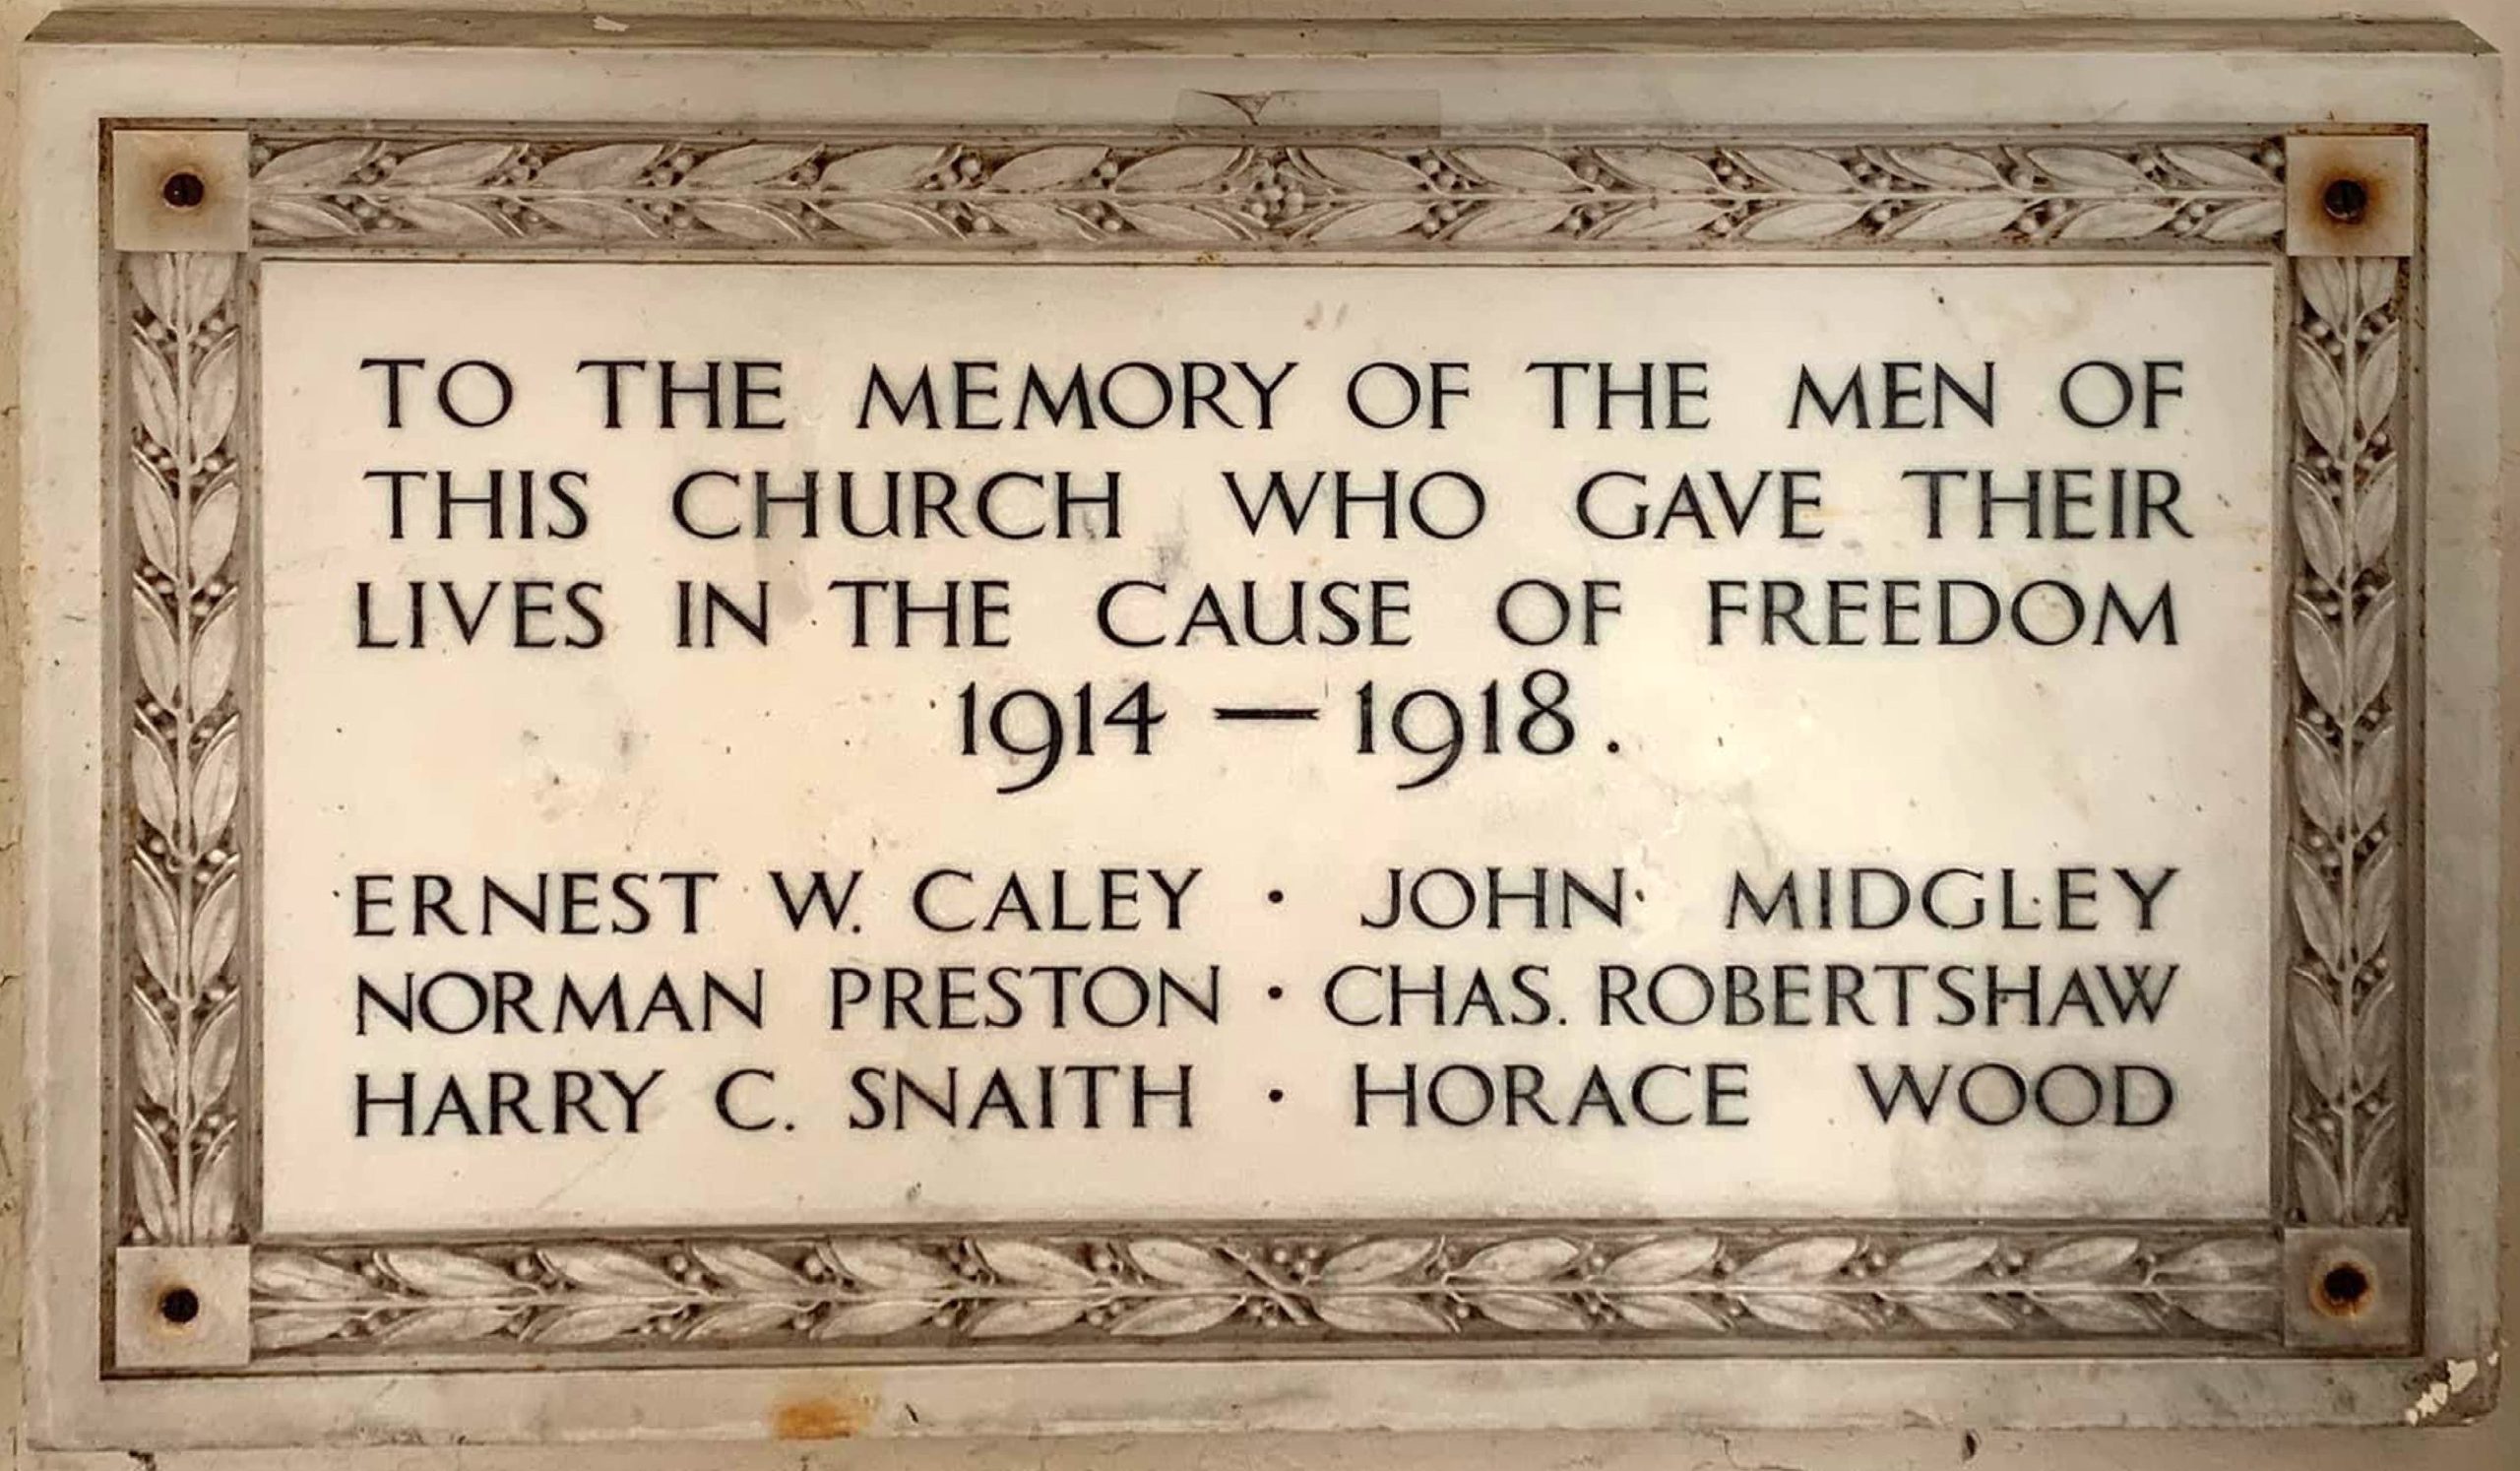 TO THE MEMORY OF THE MEN OF
THIS CHURCH WHO GAVE THEIR
LIVES IN THE CAUSE OF FREEDOM
1914 — 1918.
ERNEST W. CALEY · JOHN MIDGLEY
NORMAN PRESTON · CHAS. ROBERTSHAW
HARRY C. SNAITH · HORACE WOOD